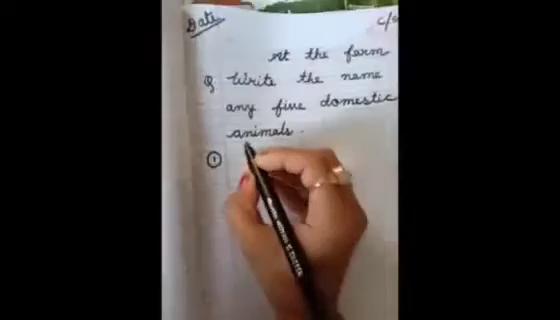 Date
C/w
At the farm
Q Write the name
any five domestic
animals.
①